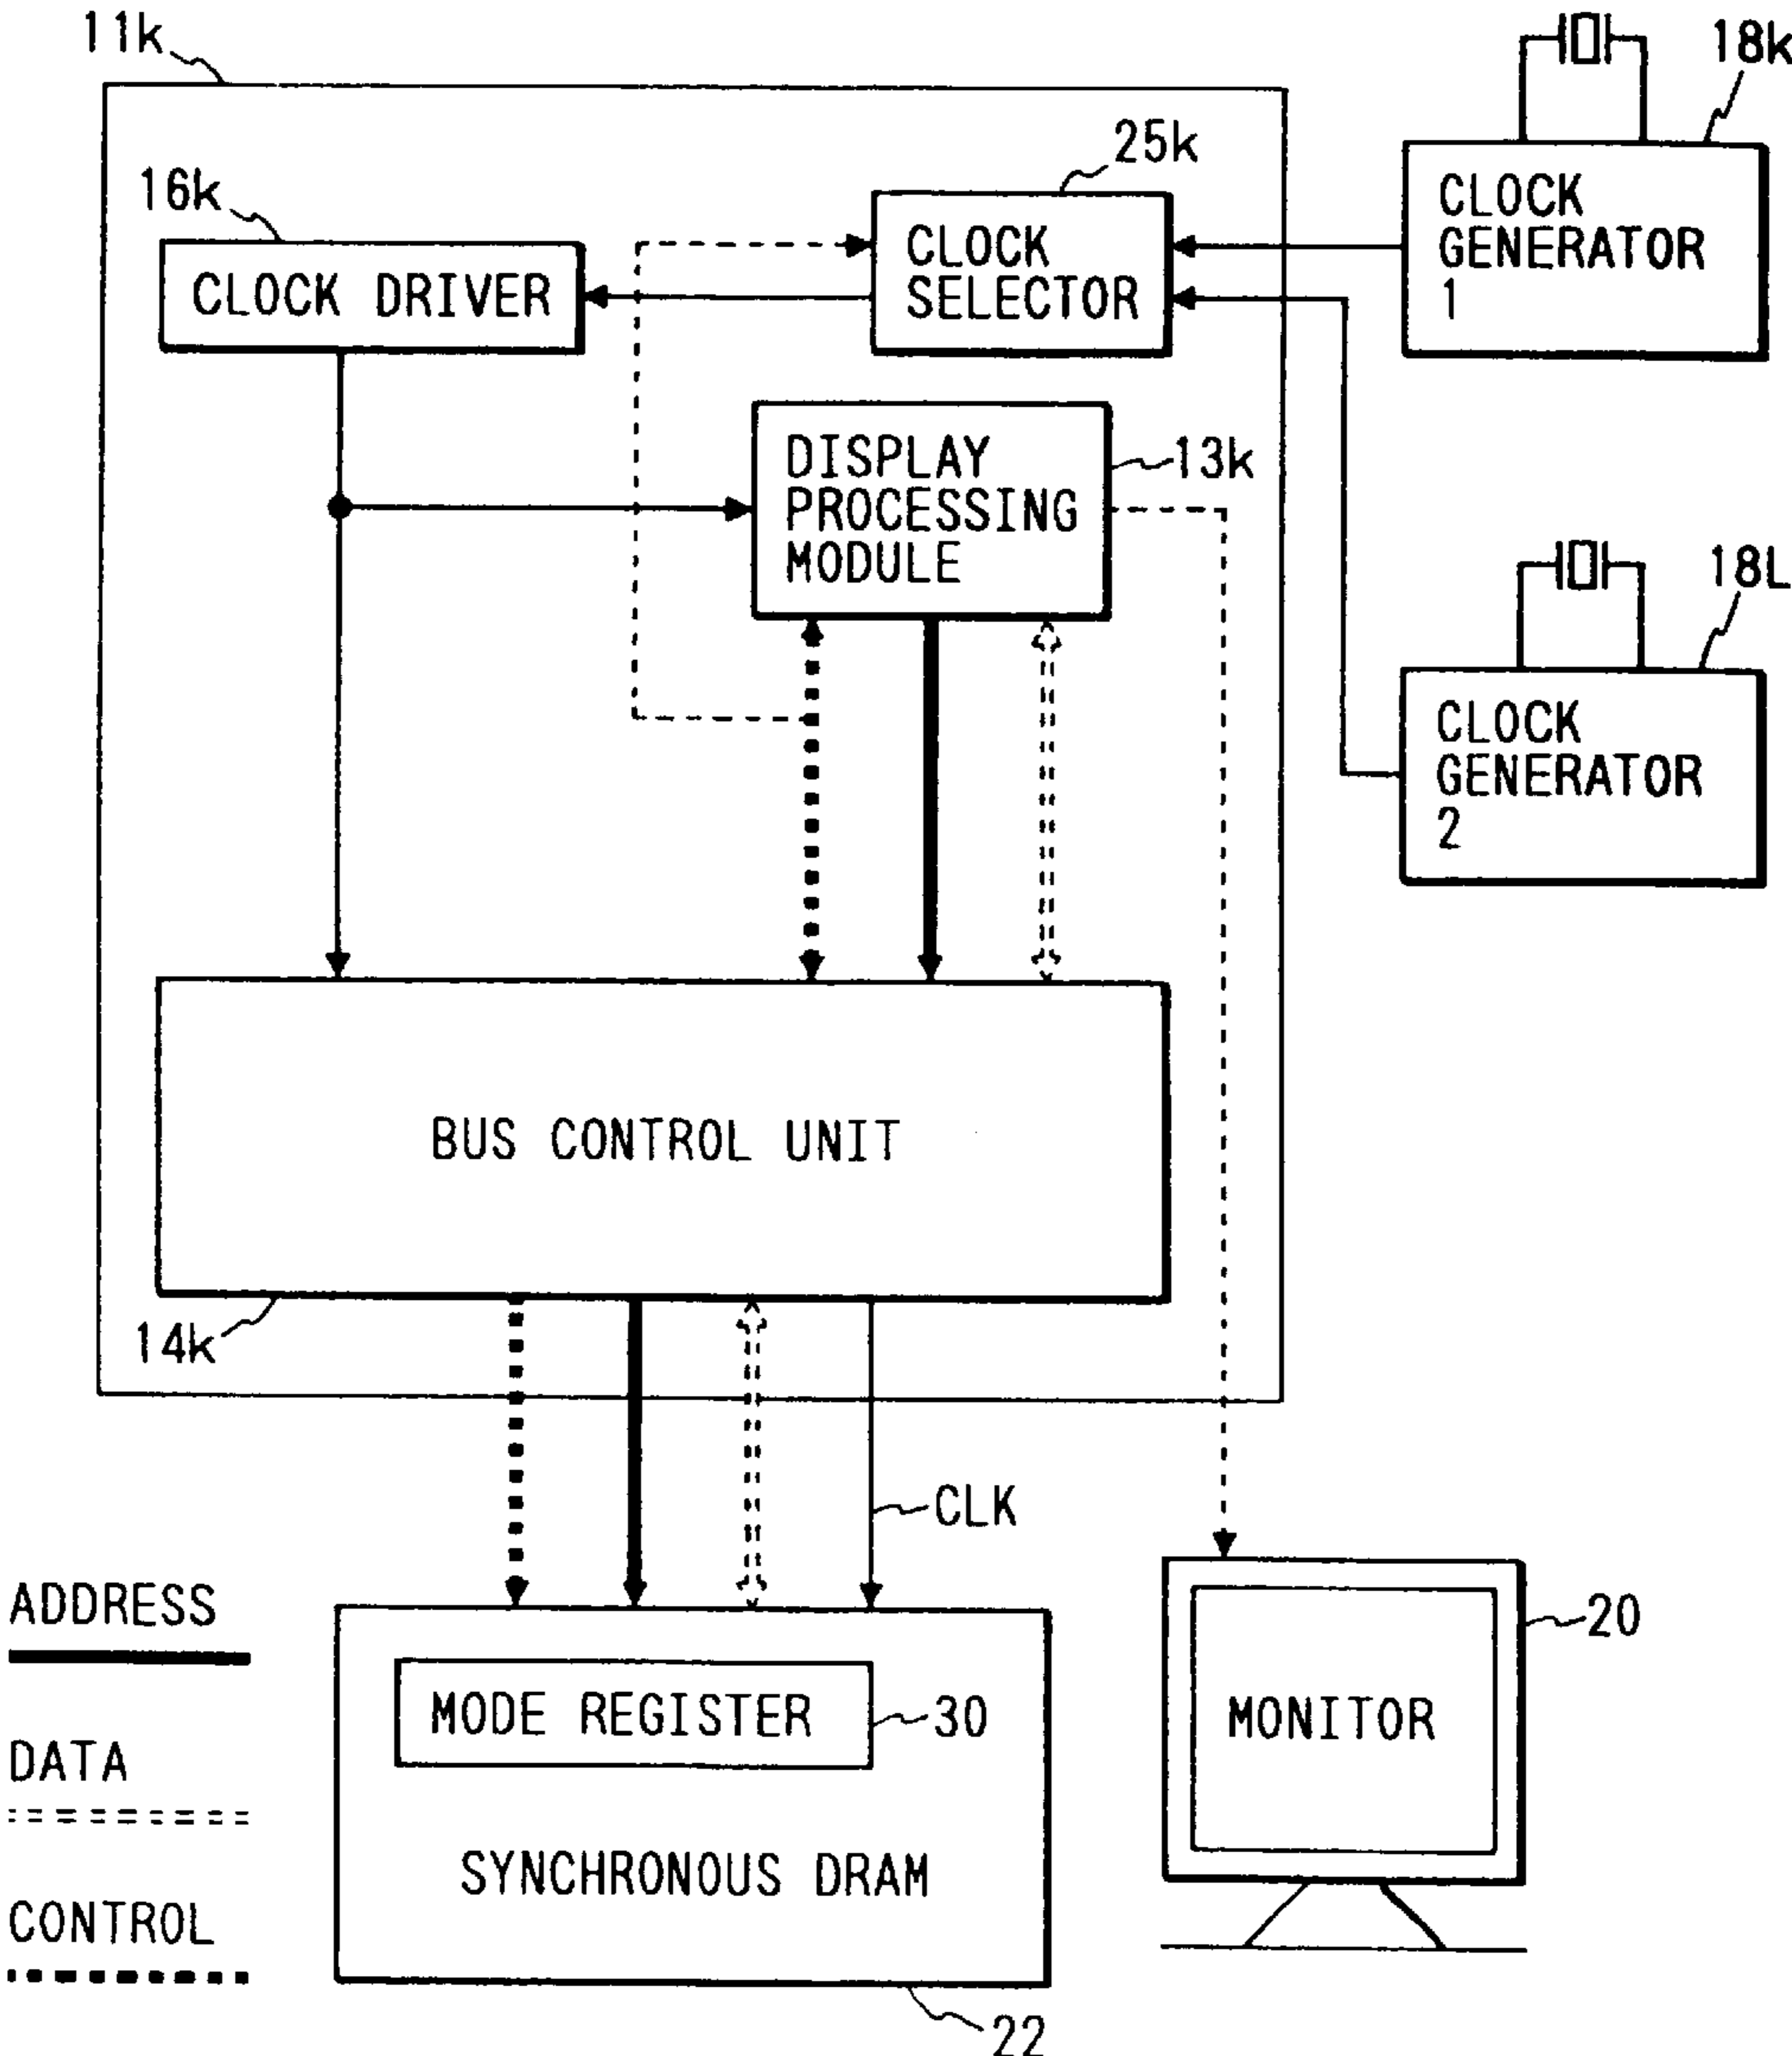 11k
18k
25k
16k
CLOCK
GENERATOR
1
CLOCK
SELECTOR
CLOCK DRIVER
DISPLAY
PROCESSING
MODULE
13k
18L
CLOCK
GENERATOR
2
BUS CONTROL UNIT
14k
CLK
ADDRESS
20
MODE REGISTER
30
MONITOR
DATA
SYNCHRONOUS DRAM
CONTROL
22